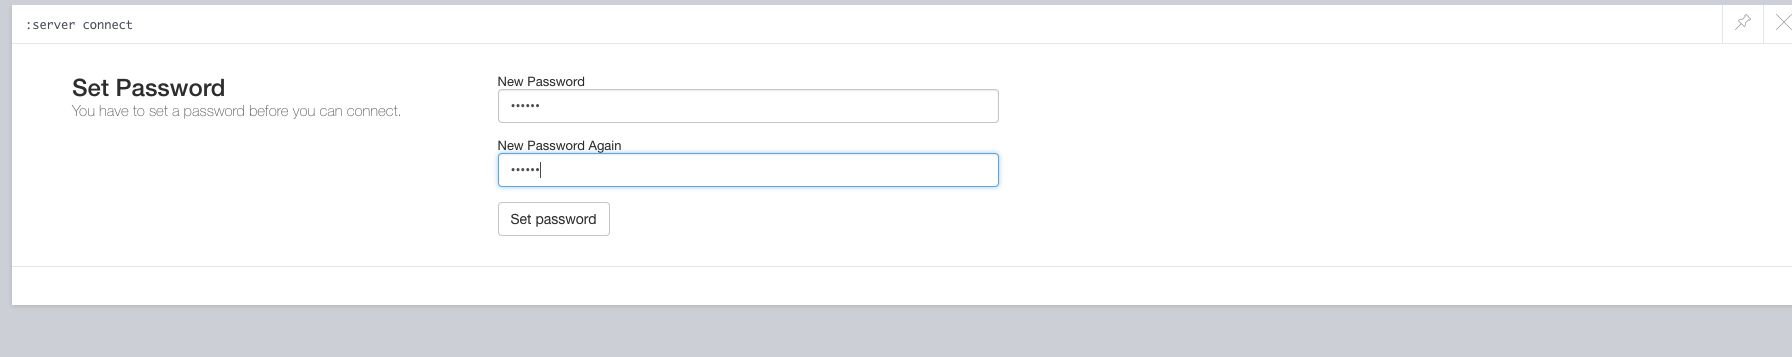 :server connect
Set Password
You have to set a password before you can connect.
New Password
••••••
New Password Again
••••••
Set password